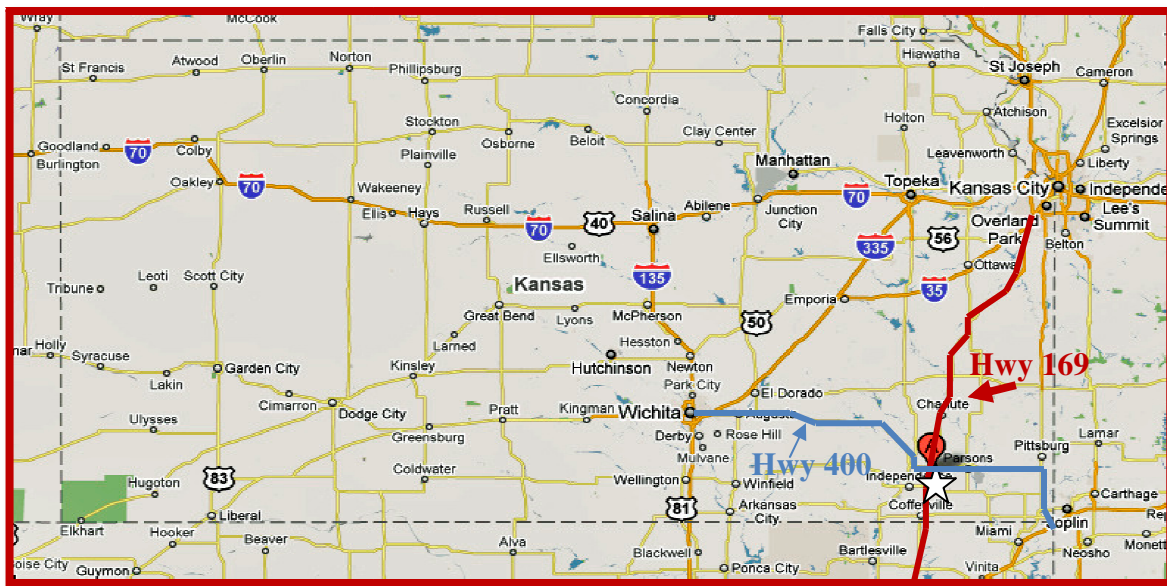 Wray
McCook
Falls City
Hiawatha
St Joseph
Cameron
St Francis
Atwood
Oberlin
Norton
Phillipsburg
Concordia
Atchison
Excelsior
Springs
Stockton
Osborne
Beloit
Clay Center
Holton
Goodland
Burlington
70
Colby
Plainville
Manhattan
Leavenworth
Liberty
Oakley
70
Wakeeney
Topeka
Kansas City
Independe
Ellis
Hays
Russell
70
40
Salina
Abilene
Junction
City
70
Overland
Park
Lee's
Summit
Belton
56
335
Ottawa
Ellsworth
135
35
Tribune
Leoti
Scott City
Kansas
Emporia
Great Bend
Lyons
McPherson
50
Holly
Syracuse
Larned
Hesston
Newton
Hutchinson
Park City
Hwy 169
Lakin
Garden City
Kinsley
El Dorado
Cimarron
Dodge City
Chanute
Ulysses
Greensburg
Pratt
Kingman
Wichita
Augusta
Derby
Rose Hill
Mulvane
Hwy 400
A
Parsons
Pittsburg
Lamar
Hugoton
83
Coldwater
Wellington
Winfield
Independence
Carthage
Elkhart
Liberal
81
Arkansas
City
Coffeyville
Joplin
Rep
Hooker
Beaver
Alva
Blackwell
Bartlesville
Miami
Neosho
Monett
Guymon
Ponca City
Vinita